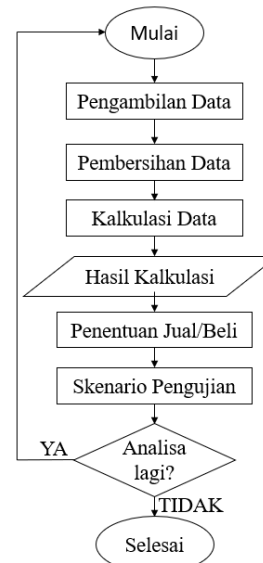 Mulai
Pengambilan Data
Pembersihan Data
Kalkulasi Data
Hasil Kalkulasi
Penentuan Jual/Beli
Skenario Pengujian
YA
Analisa
lagi?
TIDAK
Selesai